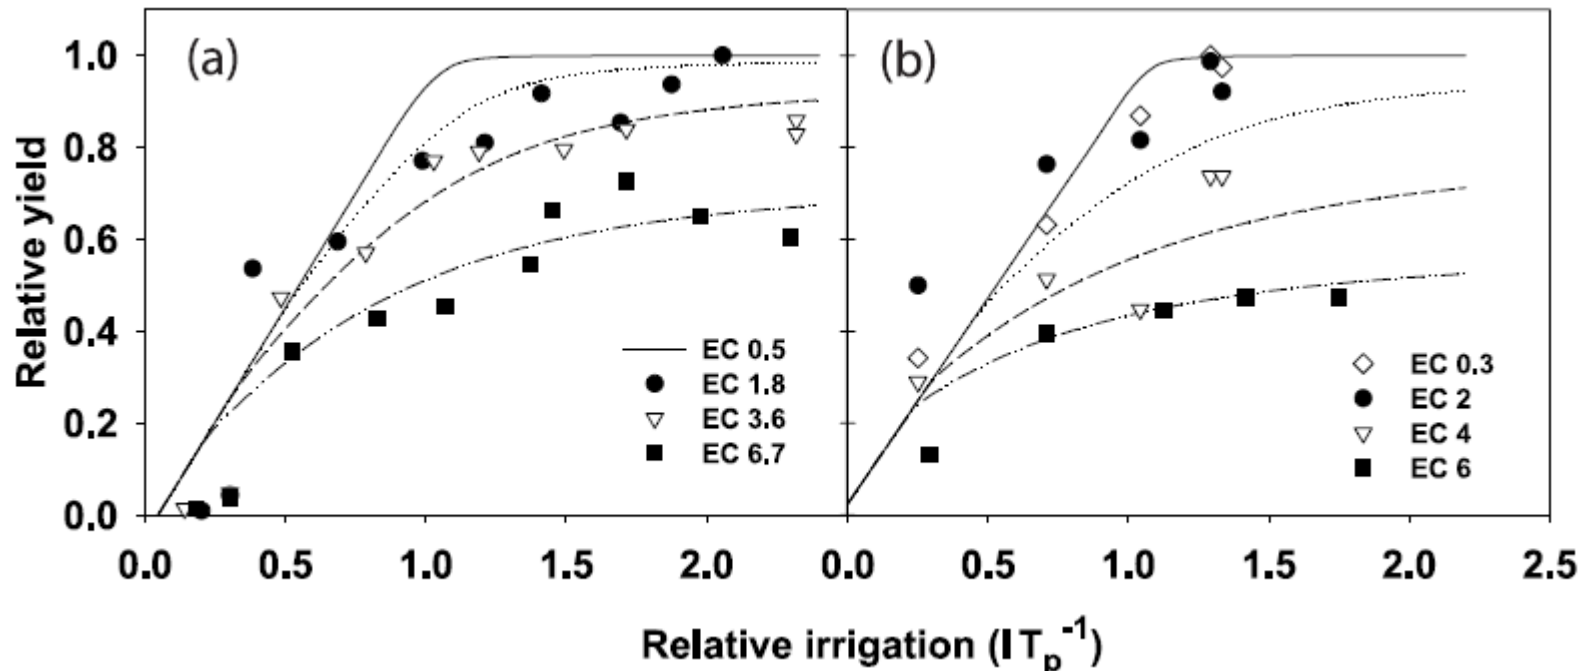 (a)
(b)
1.0
0.8
0.6
0.4
0.2
0.0
Relative yield
EC 0.5
EC 1.8
EC 3.6
EC 6.7
EC 0.3
EC 2
EC 4
EC 6
0.0 0.5 1.0 1.5 2.0 0.0 0.5 1.0 1.5 2.0 2.5
Relative irrigation (I Tp-1)